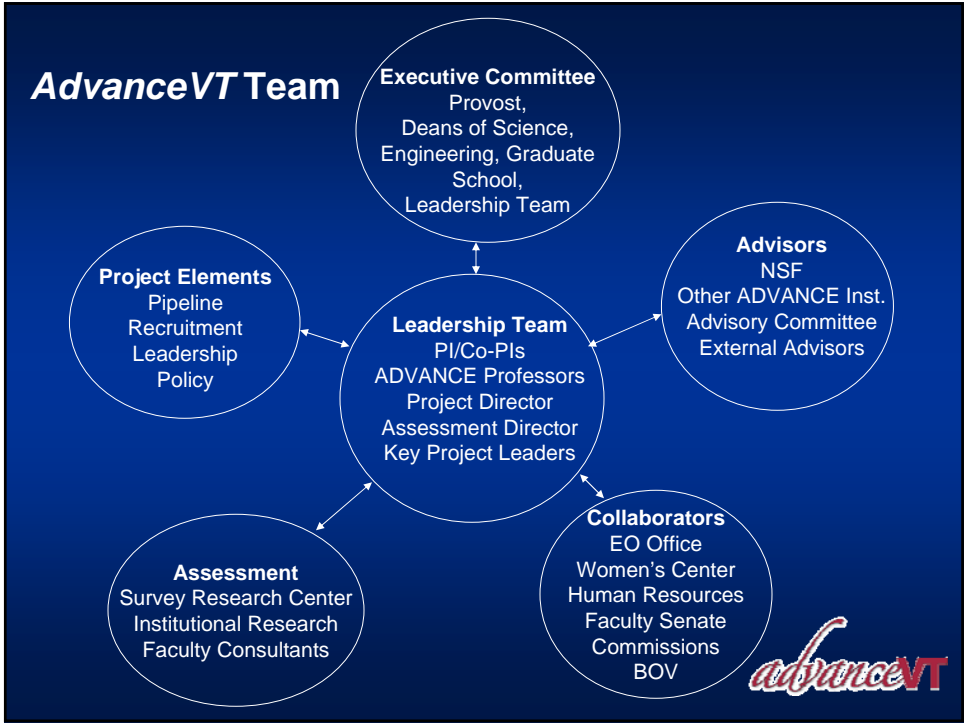 AdvanceVT Team
Executive Committee
Provost,
Deans of Science,
Engineering, Graduate
School,
Leadership Team
Project Elements
Pipeline
Recruitment
Leadership
Policy
Leadership Team
PI/Co-PIs
ADVANCE Professors
Project Director
Assessment Director
Key Project Leaders
Advisors
NSF
Other ADVANCE Inst.
Advisory Committee
External Advisors
Assessment
Survey Research Center
Institutional Research
Faculty Consultants
Collaborators
EO Office
Women's Center
Human Resources
Faculty Senate
Commissions
BOV
advanceVT